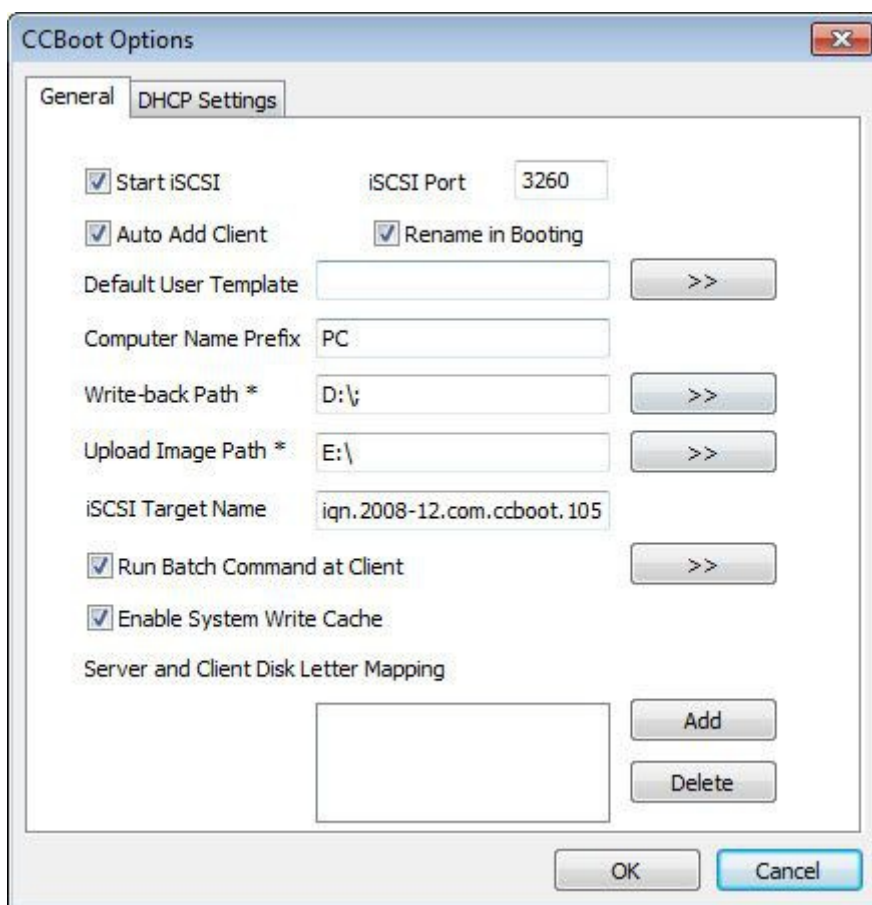 CCBoot Options
General DHCP Settings
Start iSCSI iSCSI Port 3260
Auto Add Client Rename in Booting
Default User Template >>
Computer Name Prefix PC
Write-back Path * D:\; >>
Upload Image Path * E:\ >>
iSCSI Target Name iqn.2008-12.com.ccboot.105
Run Batch Command at Client >>
Enable System Write Cache
Server and Client Disk Letter Mapping
Add
Delete
OK Cancel